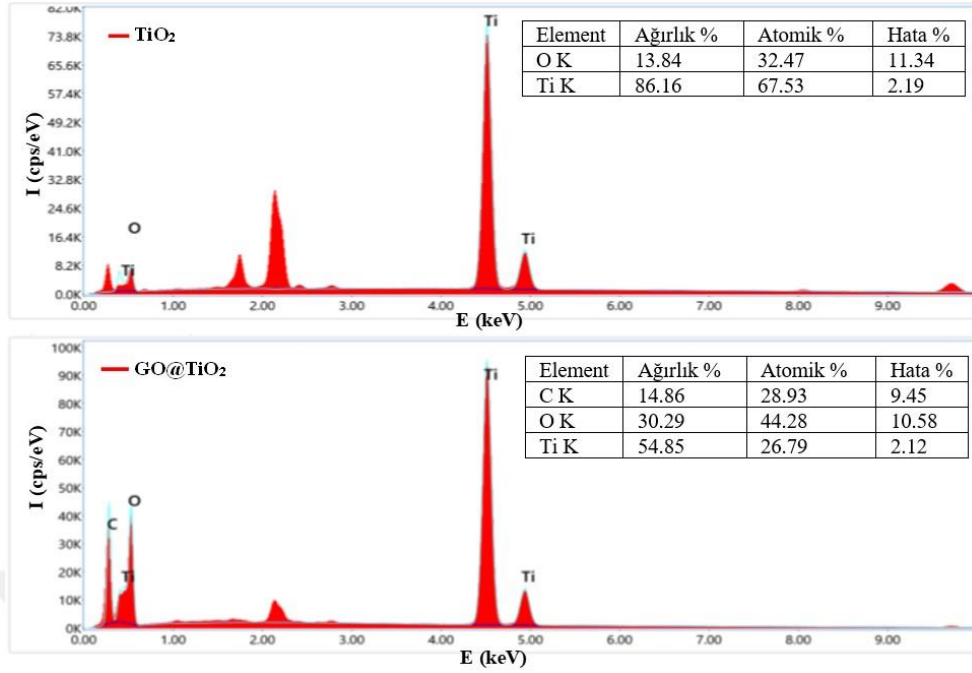 82.0K
TiO₂
Ti
Element Ağırlık % Atomik % Hata %
O K 13.84 32.47 11.34
Ti K 86.16 67.53 2.19
73.8K
65.6K
57.4K
49.2K
41.0K
32.8K
24.6K
16.4K
8.2K
0.0K
I (cps/eV)
O
Ti
Ti
0.00 1.00 2.00 3.00 4.00 5.00 6.00 7.00 8.00 9.00
E (keV)
100K
GO@TiO₂
Ti
Element Ağırlık % Atomik % Hata %
C K 14.86 28.93 9.45
O K 30.29 44.28 10.58
Ti K 54.85 26.79 2.12
90K
80K
70K
60K
50K
40K
30K
20K
10K
0K
I (cps/eV)
C
O
Ti
Ti
0.00 1.00 2.00 3.00 4.00 5.00 6.00 7.00 8.00 9.00
E (keV)